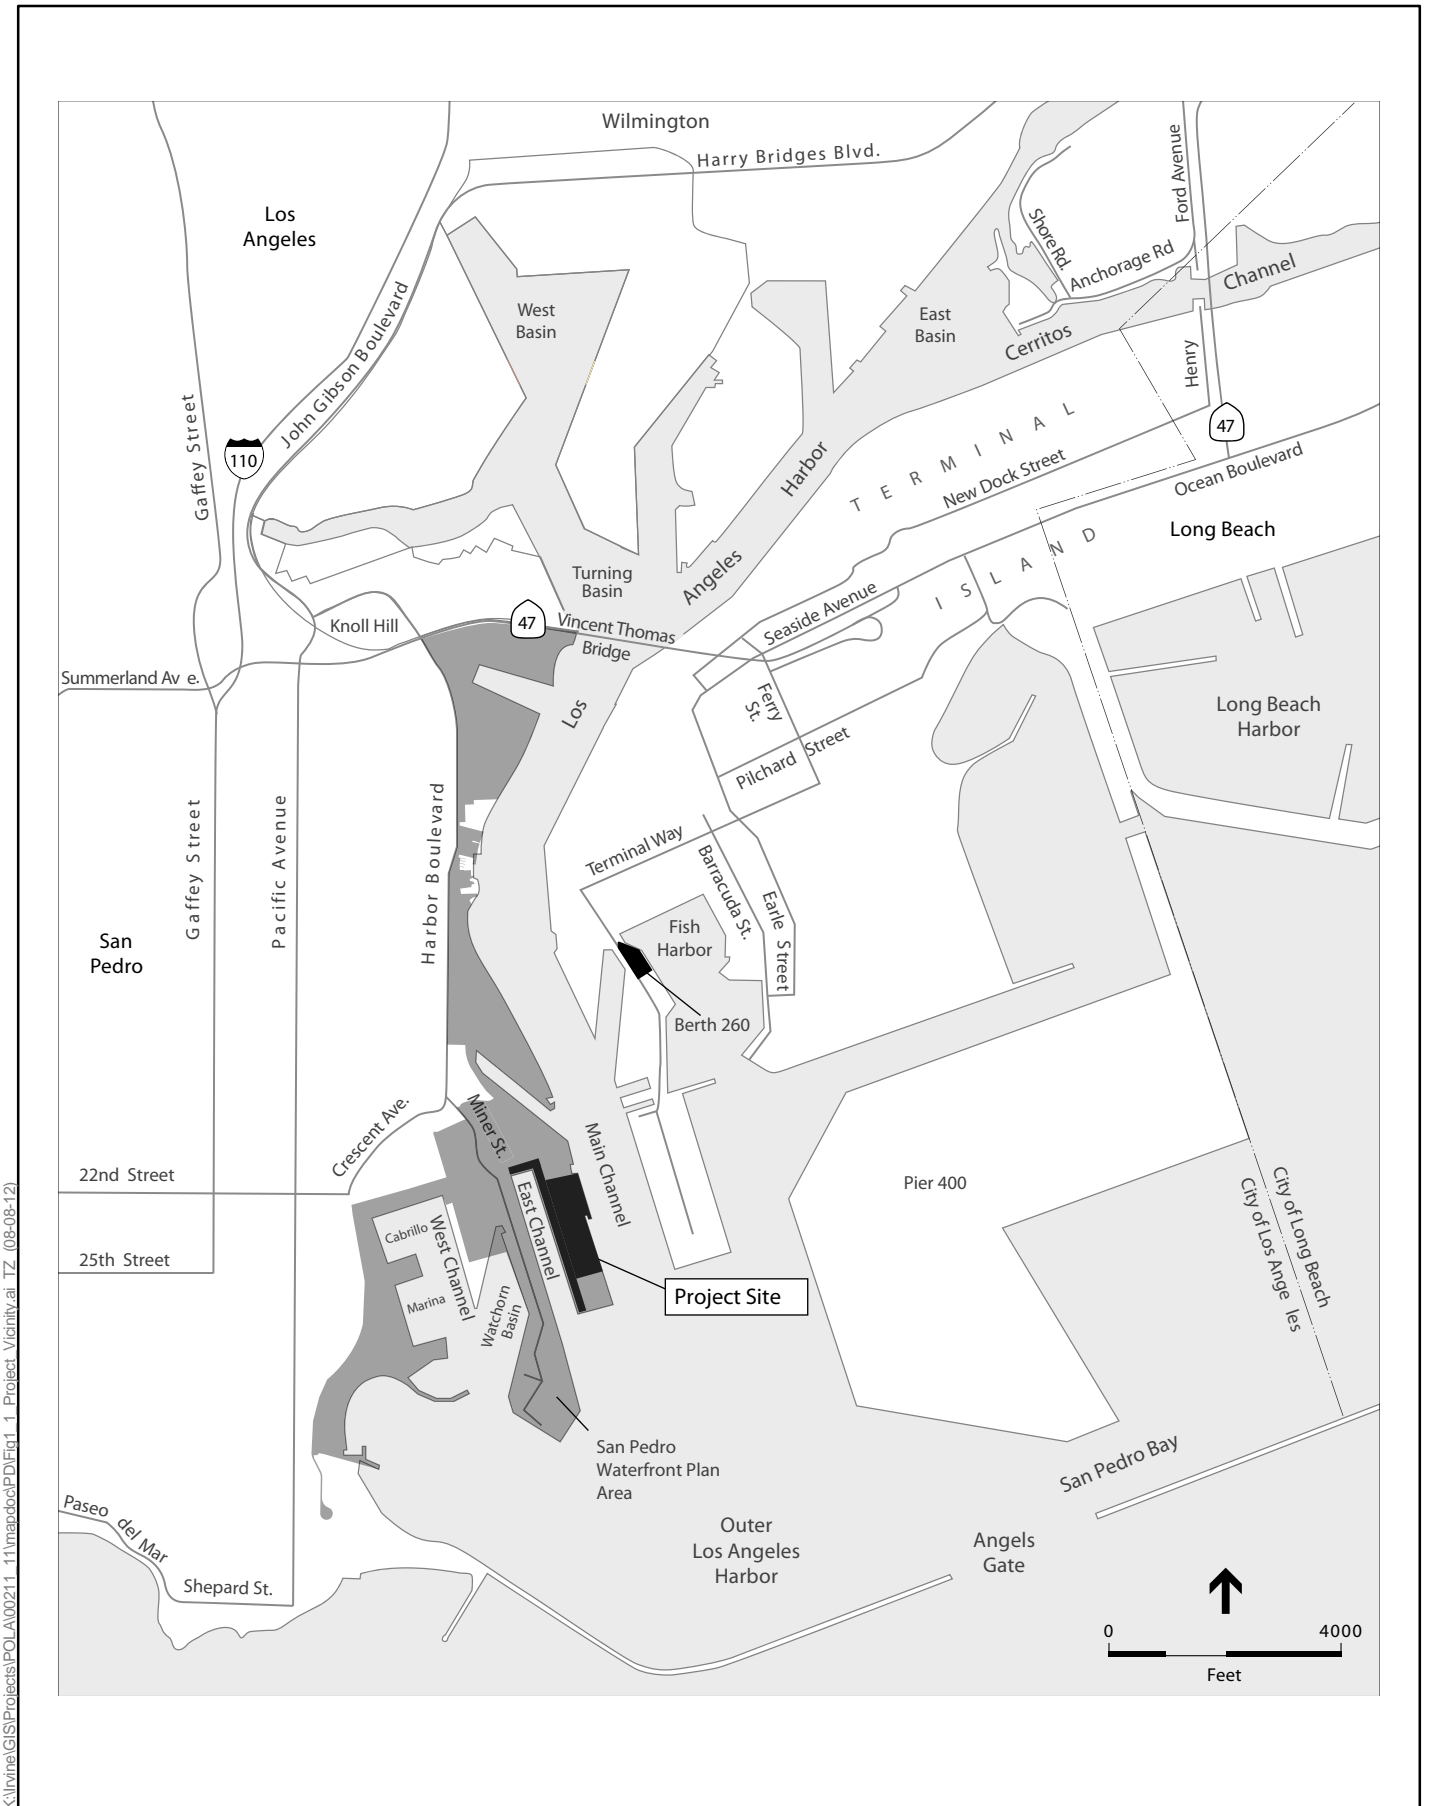 Wilmington
Harry Bridges Blvd.
Ford Avenue
Los
Angeles
Shore Rd.
Anchorage Rd
Channel
John Gibson Boulevard
West
Basin
East
Basin
Cerritos
Henry
Gaffey Street
110
47
Harbor
TERMINAL
New Dock Street
Ocean Boulevard
Long Beach
ISLAND
Turning
Basin
Angeles
Seaside Avenue
Knoll Hill
47
Vincent Thomas
Bridge
Summerland Av e.
Los
Ferry
St.
Pilchard Street
Long Beach
Harbor
Gaffey Street
Pacific Avenue
Harbor Boulevard
Terminal Way
Barracuda St.
Earle Street
San
Pedro
Fish
Harbor
Berth 260
Crescent Ave.
Miner St.
Main Channel
22nd Street
Pier 400
East Channel
Cabrillo
West Channel
25th Street
City of Long Beach
City of Los Ange les
Marina
Watchorn
Basin
Project Site
San Pedro
Waterfront Plan
Area
San Pedro Bay
Paseo del Mar
Outer
Los Angeles
Harbor
Angels
Gate
Shepard St.
0 4000
Feet
K:\Irvine\GIS\Projects\POLA\00211_11\mapdoc\PD\Fig1_1_Project_Vicinity.ai TZ (08-08-12)